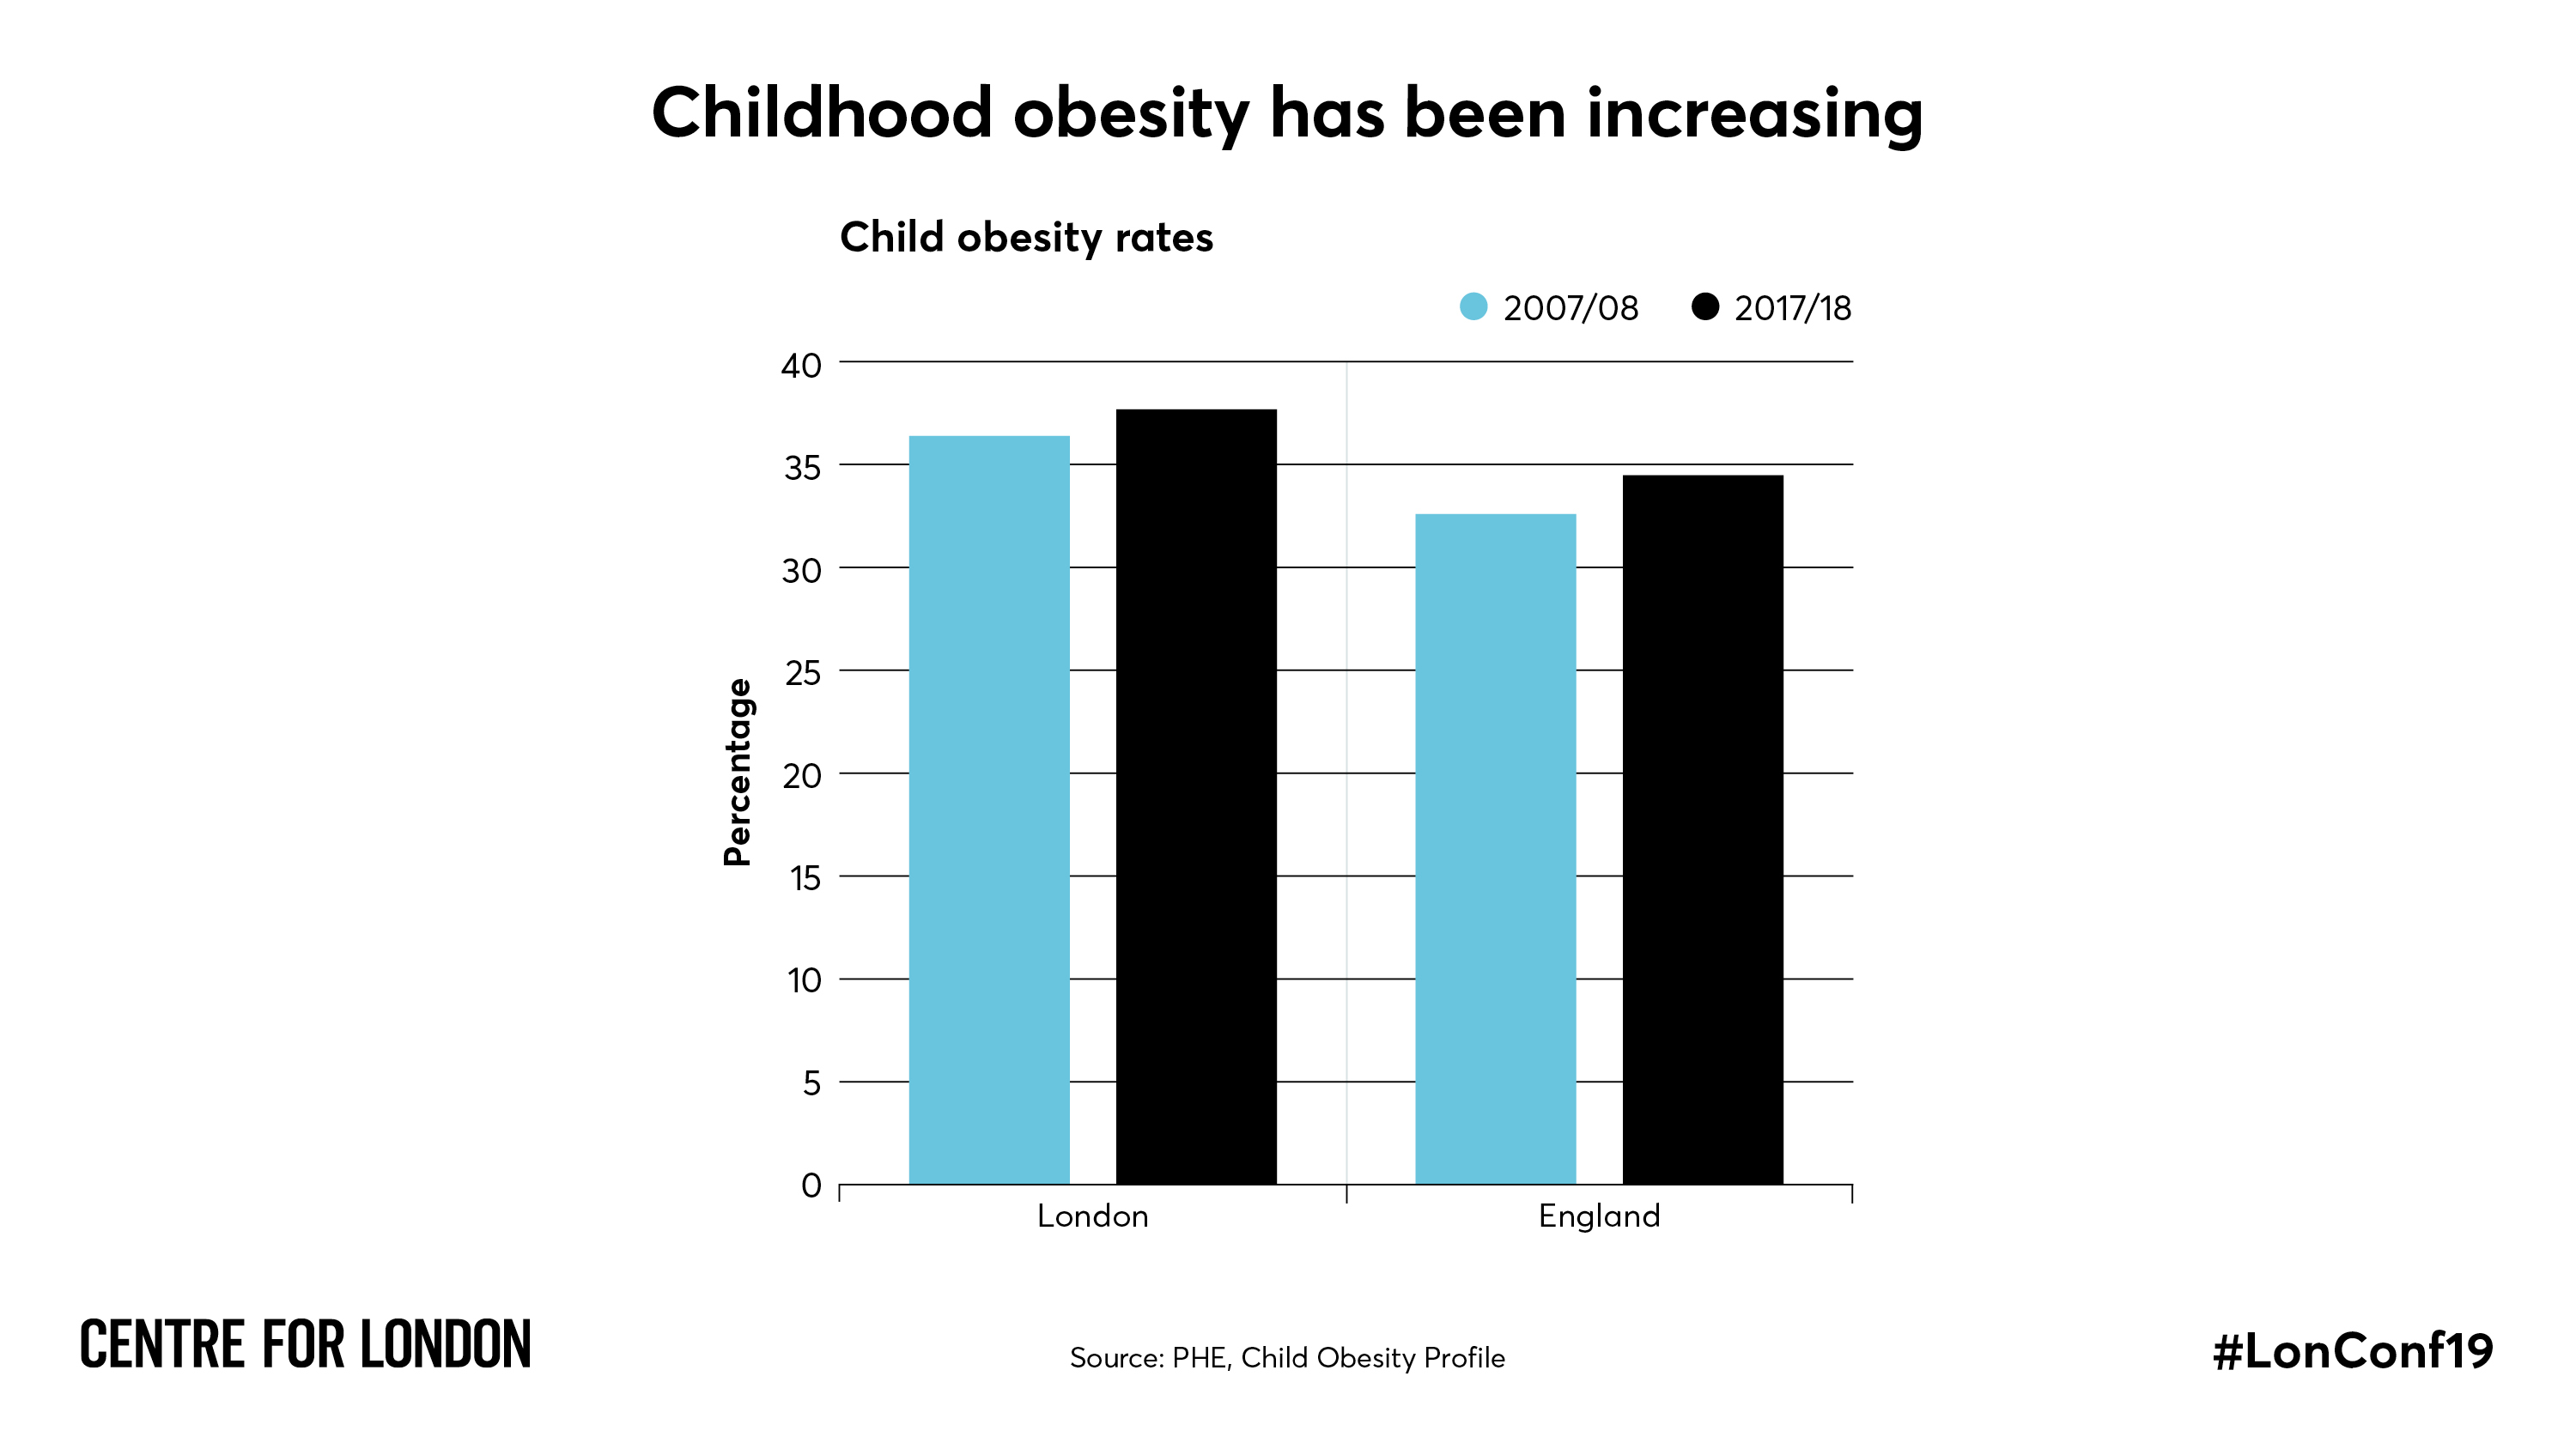 Childhood obesity has been increasing
Child obesity rates
2007/08 2017/18
40
35
30
25
20
15
10
5
0
Percentage
London England
CENTRE FOR LONDON
Source: PHE, Child Obesity Profile
#LonConf19